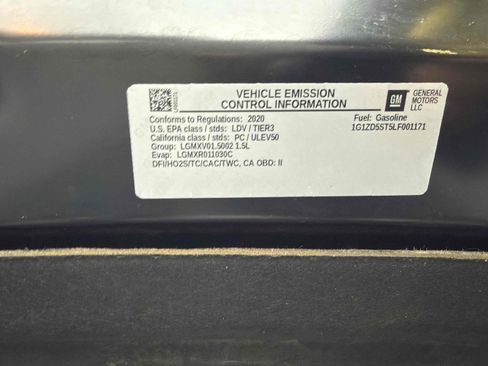 VEHICLE EMISSION
CONTROL INFORMATION
GM
GENERAL
MOTORS
LLC
Conforms to Regulations: 2020
U.S. EPA class / stds: LDV / TIER3
California class / stds: PC / ULEV50
Group: LGMXV01.5002 1.5L
Evap: LGMXR011030C
DFI/HO2S/TC/CAC/TWC, CA OBD: II
Fuel: Gasoline
1G1ZD5ST5LF001171